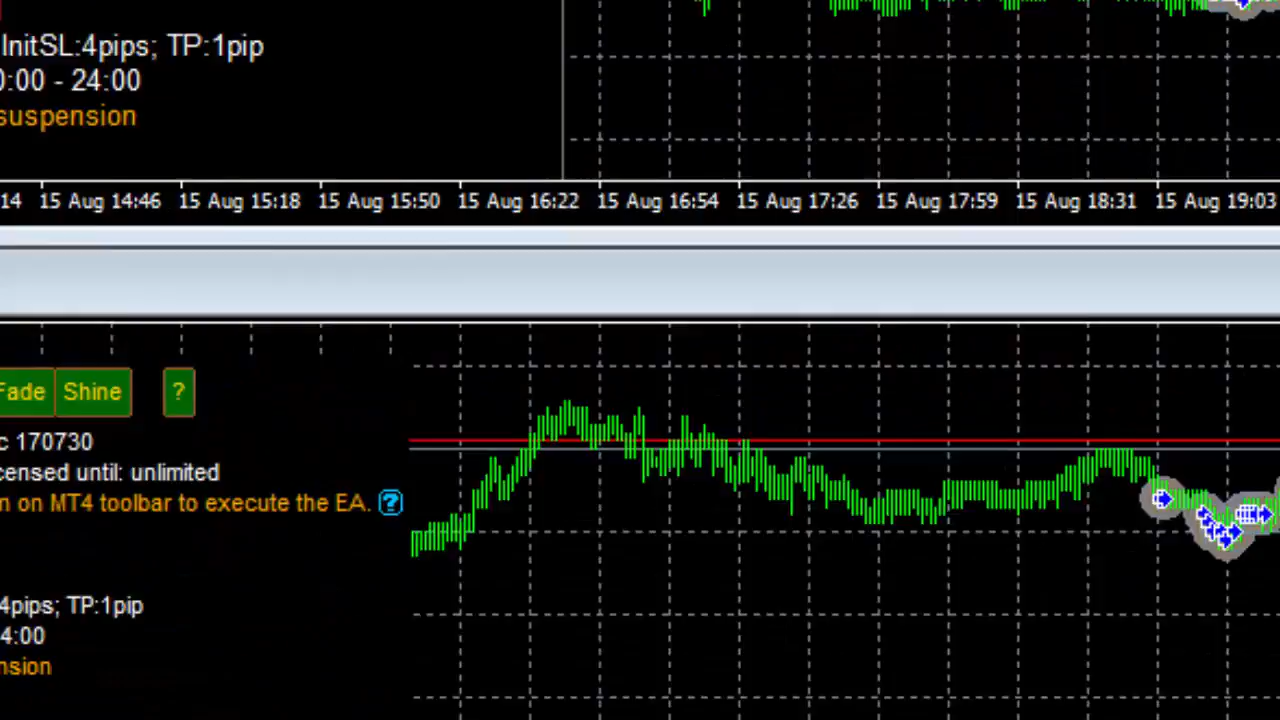 InitSL:4pips; TP:1pip
0:00 - 24:00
suspension
14 15 Aug 14:46 15 Aug 15:18 15 Aug 15:50 15 Aug 16:22 15 Aug 16:54 15 Aug 17:26 15 Aug 17:59 15 Aug 18:31 15 Aug 19:03
Fade Shine ?
c 170730
censed until: unlimited
n on MT4 toolbar to execute the EA. ?
4pips; TP:1pip
4:00
nsion